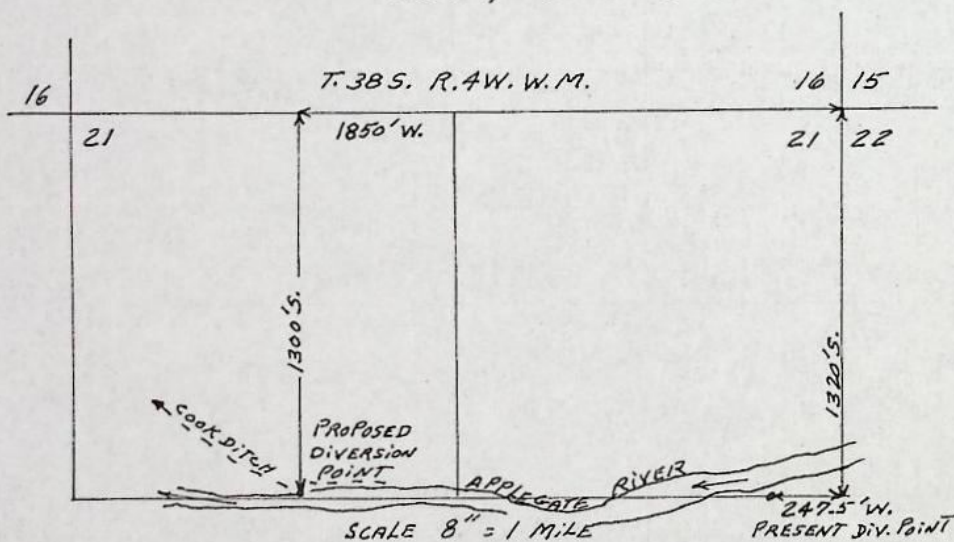 T. 38 S. R. 4 W. W. M.
16
16 15
21
1850' W.
21 22
1300' S.
1320' S.
COOK DITCH
PROPOSED
DIVERSION
POINT
APPLEGATE RIVER
247.5' W.
SCALE 8" = 1 MILE
PRESENT DIV. POINT